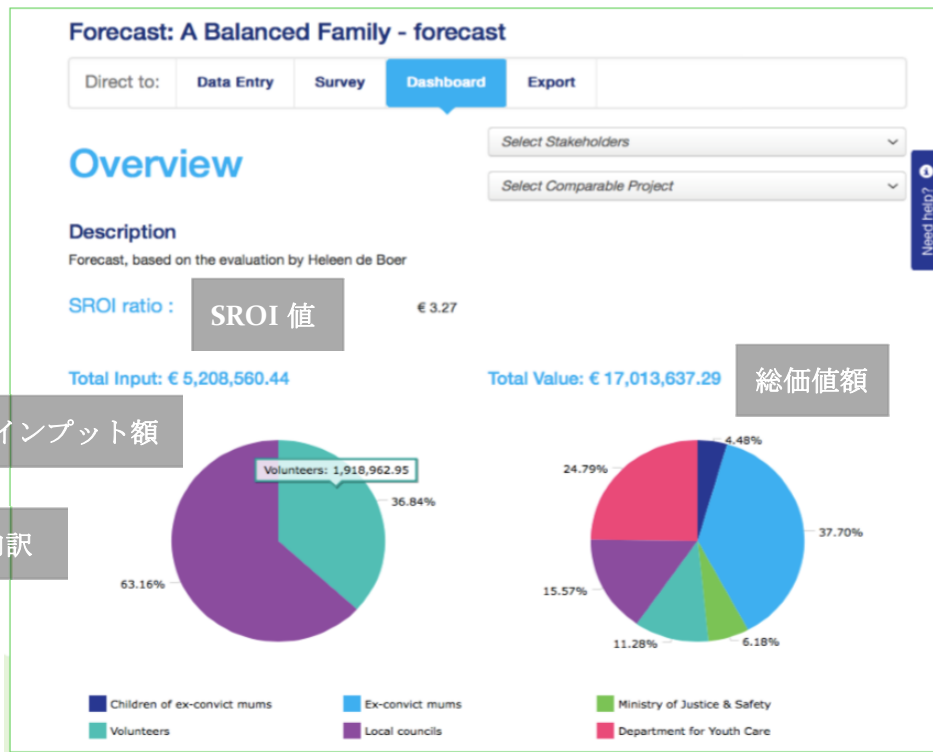 Forecast: A Balanced Family - forecast
Direct to: Data Entry Survey Dashboard Export
Select Stakeholders
Overview
Select Comparable Project
Need help?
Description
Forecast, based on the evaluation by Heleen de Boer
SROI ratio : SROI 値 € 3.27
Total Input: € 5,208,560.44 Total Value: € 17,013,637.29 総価値額
インプット額
4.48%
Volunteers: 1,918,962.95 24.79%
36.84%
37.70%
訳
63.16% 15.57%
11.28% 6.18%
Children of ex-convict mums Ex-convict mums Ministry of Justice & Safety
Volunteers Local councils Department for Youth Care